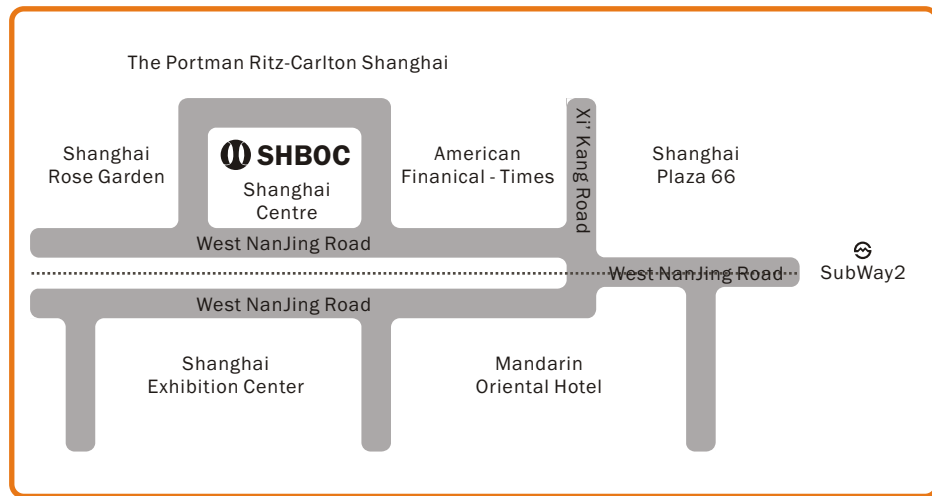 The Portman Ritz-Carlton Shanghai
Shanghai
Rose Garden
SHBOC
Shanghai
Centre
American
Finanical - Times
Xi' Kang Road
Shanghai
Plaza 66
West NanJing Road
West NanJing Road
SubWay2
West NanJing Road
Shanghai
Exhibition Center
Mandarin
Oriental Hotel